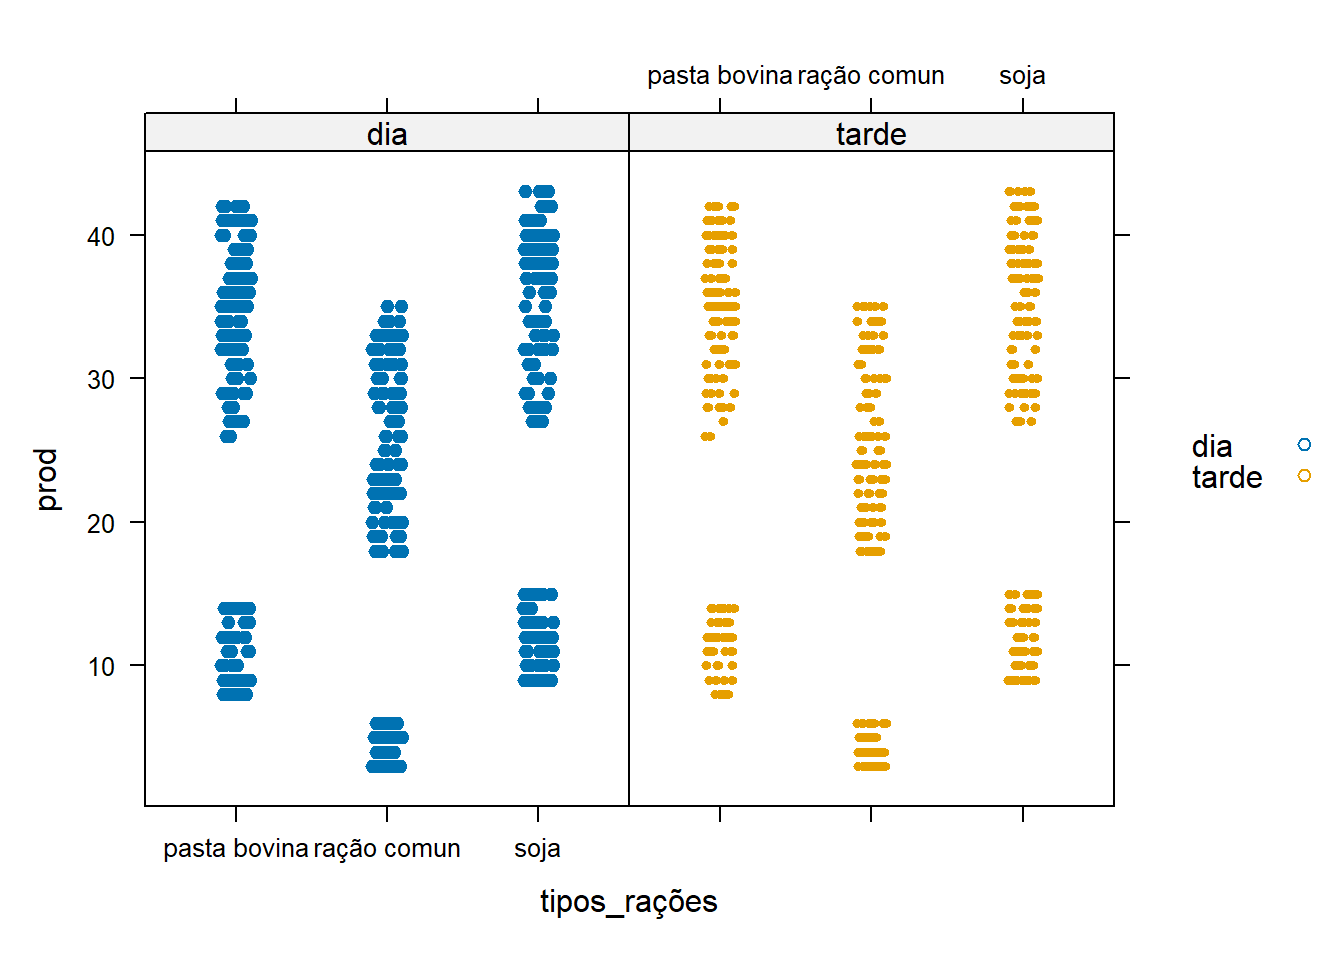 pasta bovina ração comun soja
dia tarde
40
30
20
10
prod
dia
tarde
pasta bovina ração comun soja
tipos_rações